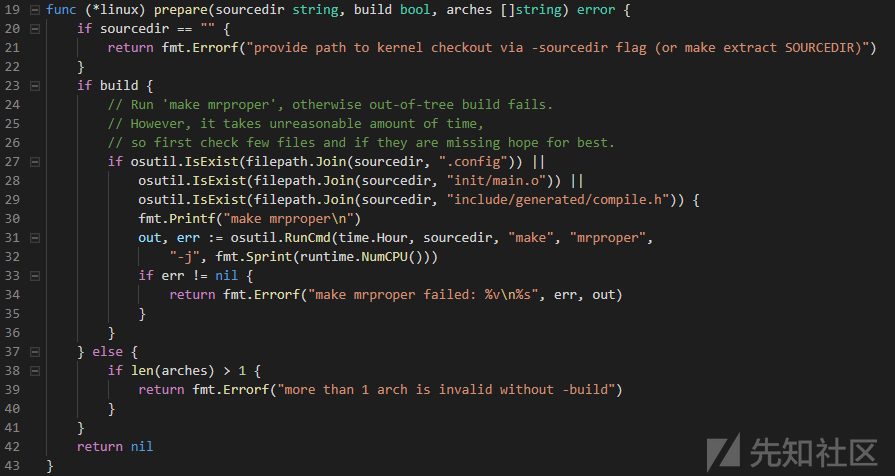 19 func (*linux) prepare(sourcedir string, build bool, arches []string) error {
20     if sourcedir == "" {
21         return fmt.Errorf("provide path to kernel checkout via -sourcedir flag (or make extract SOURCEDIR)")
22     }
23     if build {
24         // Run 'make mrproper', otherwise out-of-tree build fails.
25         // However, it takes unreasonable amount of time,
26         // so first check few files and if they are missing hope for best.
27         if osutil.IsExist(filepath.Join(sourcedir, ".config")) ||
28             osutil.IsExist(filepath.Join(sourcedir, "init/main.o")) ||
29             osutil.IsExist(filepath.Join(sourcedir, "include/generated/compile.h")) {
30             fmt.Printf("make mrproper\n")
31             out, err := osutil.RunCmd(time.Hour, sourcedir, "make", "mrproper",
32                 "-j", fmt.Sprint(runtime.NumCPU()))
33             if err != nil {
34                 return fmt.Errorf("make mrproper failed: %v\n%s", err, out)
35             }
36         }
37     } else {
38         if len(arches) > 1 {
39             return fmt.Errorf("more than 1 arch is invalid without -build")
40         }
41     }
42     return nil
43 }
先知社区